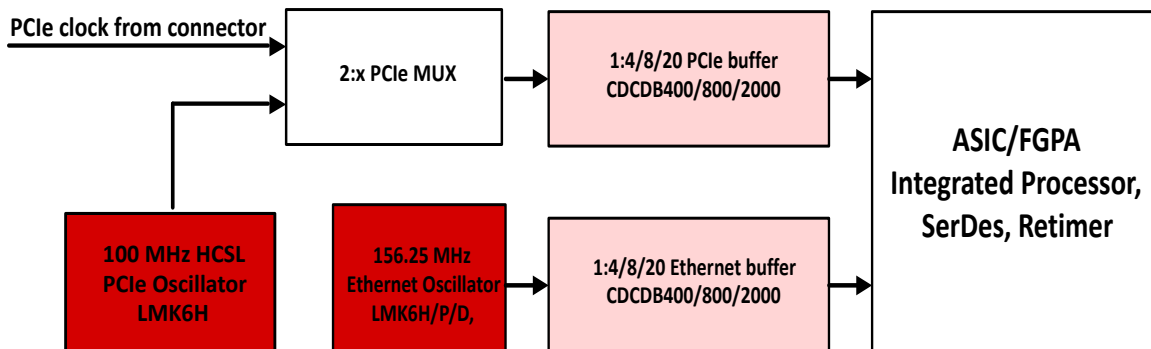 PCIe clock from connector
2:x PCIe MUX
1:4/8/20 PCIe buffer
CDCDB400/800/2000
ASIC/FGPA
Integrated Processor,
SerDes, Retimer
100 MHz HCSL
PCIe Oscillator
LMK6H
156.25 MHz
Ethernet Oscillator
LMK6H/P/D,
1:4/8/20 Ethernet buffer
CDCDB400/800/2000